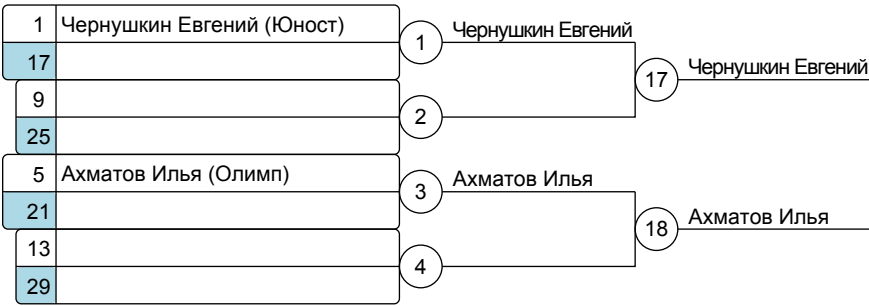 1 Чернушкин Евгений (Юност)
17
9
25
5 Ахматов Илья (Олимп)
21
13
29
1
2
3
4
Чернушкин Евгений
Ахматов Илья
17
18
Чернушкин Евгений
Ахматов Илья